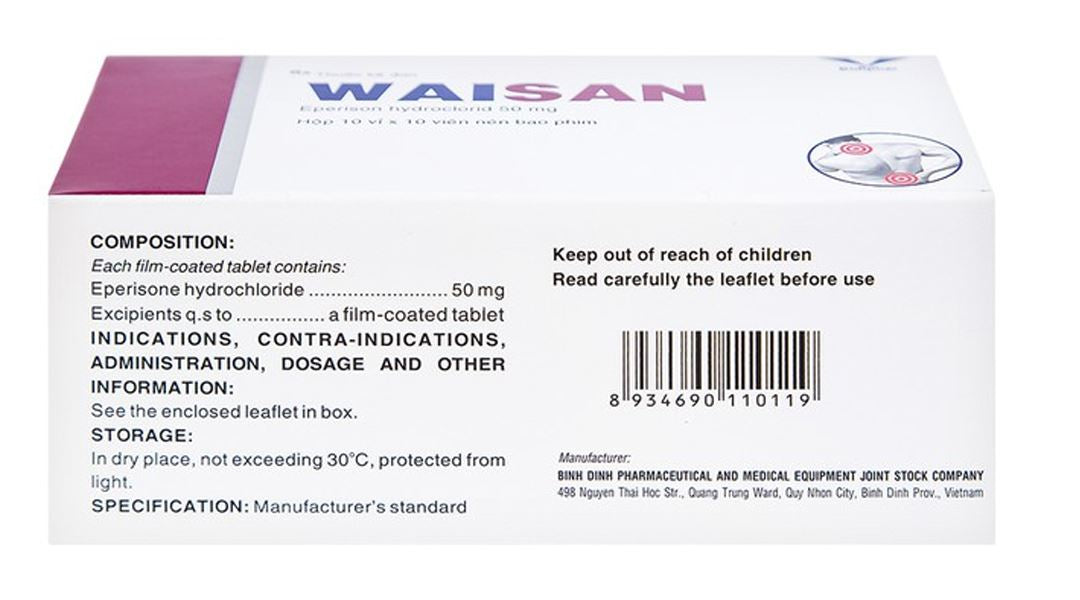 Rx Thuốc kê đơn
WAISAN
Eperison hydroclorid 50 mg
Hộp 10 vỉ x 10 viên nén bao phim
COMPOSITION:
Each film-coated tablet contains:
Eperisone hydrochloride ........................ 50 mg
Excipients q.s to ................ a film-coated tablet
INDICATIONS, CONTRA-INDICATIONS,
ADMINISTRATION, DOSAGE AND OTHER
INFORMATION:
See the enclosed leaflet in box.
STORAGE:
In dry place, not exceeding 30°C, protected from
light.
SPECIFICATION: Manufacturer's standard
Keep out of reach of children
Read carefully the leaflet before use
8 934690 110119
Manufacturer:
BINH DINH PHARMACEUTICAL AND MEDICAL EQUIPMENT JOINT STOCK COMPANY
498 Nguyen Thai Hoc Str., Quang Trung Ward, Quy Nhon City, Binh Dinh Prov., Vietnam